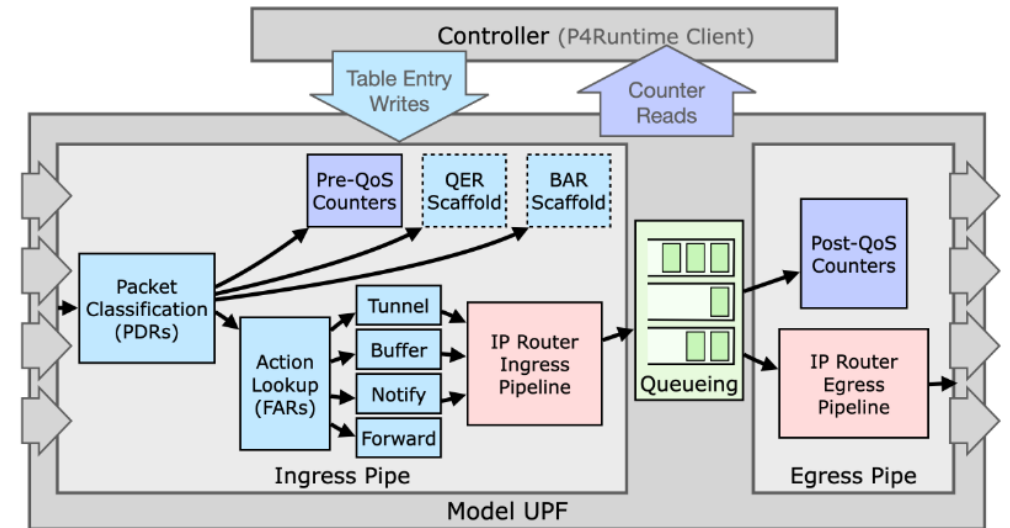 Controller (P4Runtime Client)
Table Entry
Writes
Counter
Reads
Pre-QoS
Counters
QER
Scaffold
BAR
Scaffold
Packet
Classification
(PDRs)
Action
Lookup
(FARs)
Tunnel
Buffer
Notify
Forward
IP Router
Ingress
Pipeline
Ingress Pipe
Queueing
Post-QoS
Counters
IP Router
Egress
Pipeline
Egress Pipe
Model UPF